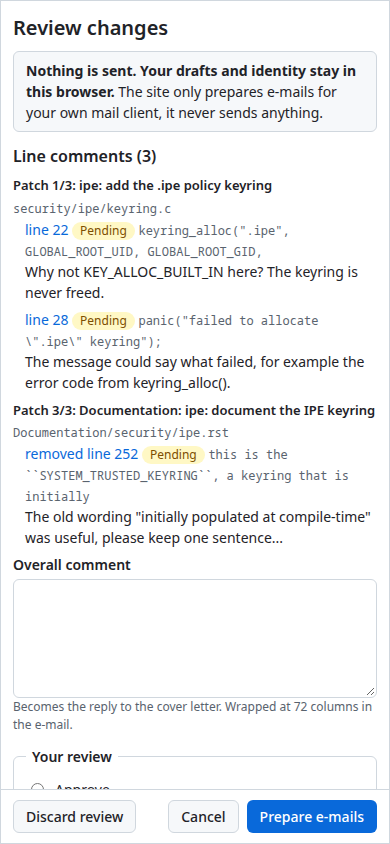 Review changes
Nothing is sent. Your drafts and identity stay in
this browser. The site only prepares e-mails for
your own mail client, it never sends anything.
Line comments (3)
Patch 1/3: ipe: add the .ipe policy keyring
security/ipe/keyring.c
line 22 Pending keyring_alloc(".ipe",
GLOBAL_ROOT_UID, GLOBAL_ROOT_GID,
Why not KEY_ALLOC_BUILT_IN here? The keyring is
never freed.
line 28 Pending panic("failed to allocate
\".ipe\" keyring");
The message could say what failed, for example the
error code from keyring_alloc().
Patch 3/3: Documentation: ipe: document the IPE keyring
Documentation/security/ipe.rst
removed line 252 Pending this is the
``SYSTEM_TRUSTED_KEYRING``, a keyring that is
initially
The old wording "initially populated at compile-time"
was useful, please keep one sentence...
Overall comment
Becomes the reply to the cover letter. Wrapped at 72 columns in
the e-mail.
Your review
Approve
Discard review Cancel Prepare e-mails